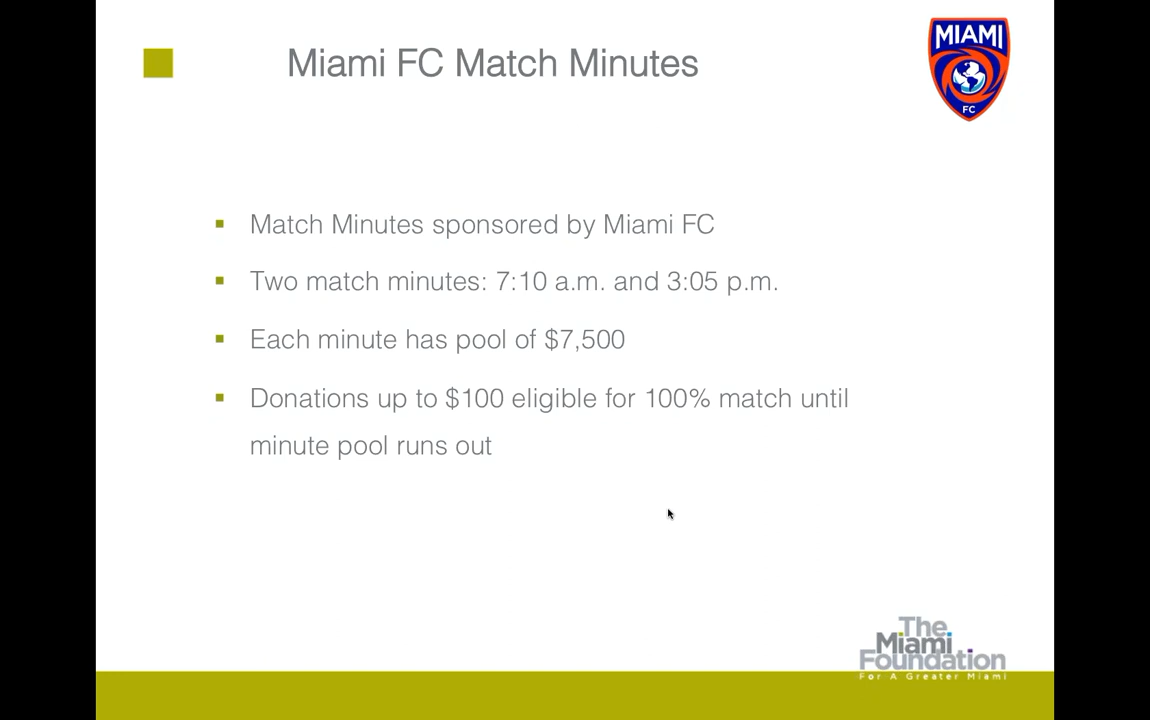 Miami FC Match Minutes
MIAMI
FC
Match Minutes sponsored by Miami FC
Two match minutes: 7:10 a.m. and 3:05 p.m.
Each minute has pool of $7,500
Donations up to $100 eligible for 100% match until
minute pool runs out
The
Miami
Foundation
For A Greater Miami